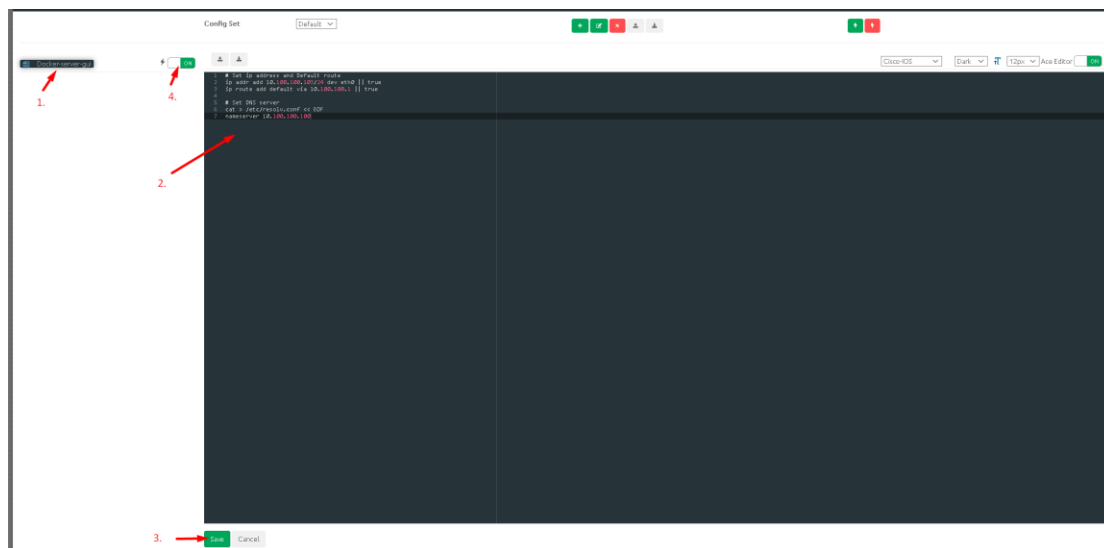 Config Set Default
Docker-server-gui ON Cisco-IOS Dark 12px Ace Editor ON
1.
4.
1 # Set ip address and Default route
2 ip addr add 10.100.100.105/24 dev eth0 || true
3 ip route add default via 10.100.100.1 || true
4
5 # Set DNS server
6 cat > /etc/resolv.conf << EOF
7 nameserver 10.100.100.100
2.
3. Save Cancel